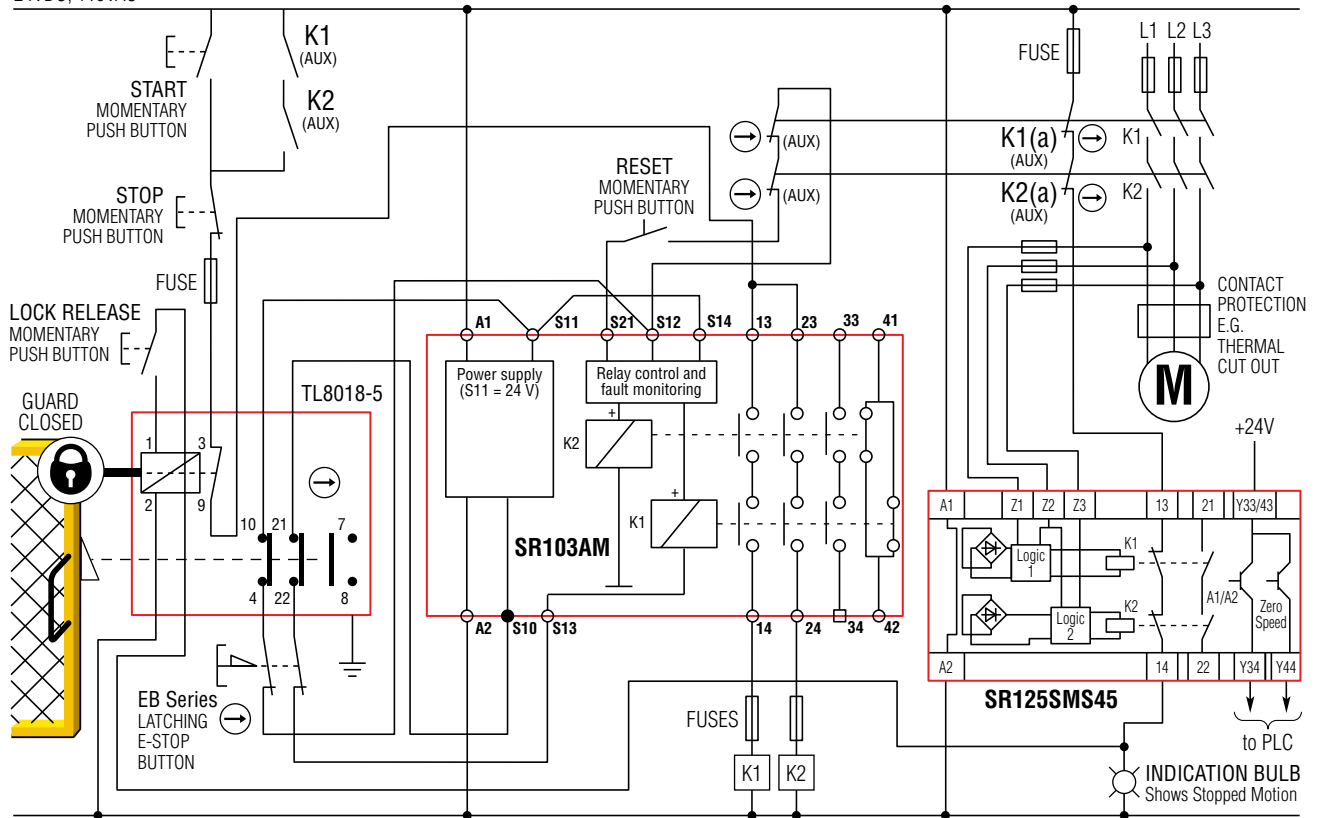 K1
(AUX)
START
MOMENTARY
PUSH BUTTON
K2
(AUX)
STOP
MOMENTARY
PUSH BUTTON
FUSE
LOCK RELEASE
MOMENTARY
PUSH BUTTON
GUARD
CLOSED
TL8018-5
1
3
2
9
10
21
7
4
22
8
EB Series
LATCHING
E-STOP
BUTTON
RESET
MOMENTARY
PUSH BUTTON
(AUX)
(AUX)
A1
S11
S21
S12
S14
13
23
33
41
Power supply
(S11 = 24 V)
Relay control and
fault monitoring
+
K2
+
K1
SR103AM
A2
S10
S13
14
24
34
42
FUSES
K1
K2
FUSE
L1 L2 L3
K1(a)
(AUX)
K1
K2(a)
(AUX)
K2
CONTACT
PROTECTION
E.G.
THERMAL
CUT OUT
M
+24V
A1
Z1
Z2
Z3
13
21
Y33/43
Logic
1
K1
A1/A2
Zero
Speed
Logic
2
K2
A2
14
22
Y34
Y44
SR125SMS45
to PLC
INDICATION BULB
Shows Stopped Motion